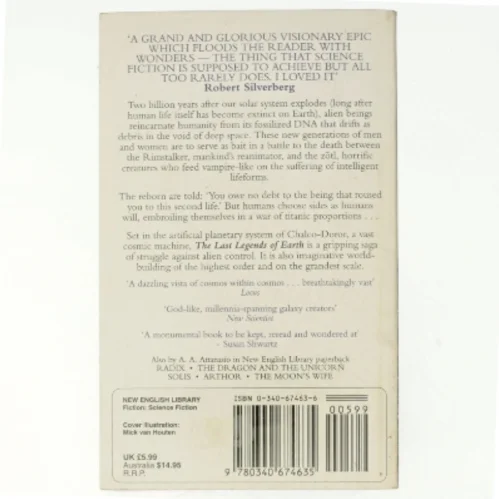 'A GRAND AND GLORIOUS VISIONARY EPIC
WHICH FLOODS THE READER WITH
WONDERS — THE THING THAT SCIENCE
FICTION IS SUPPOSED TO ACHIEVE BUT ALL
TOO RARELY DOES. I LOVED IT'
Robert Silverberg
Two billion years after our solar system explodes (long after
human life itself has become extinct on Earth), alien beings
reincarnate humanity from its fossilized DNA that drifts as
debris in the void of deep space. These new generations of men
and women are to serve as bait in a battle to the death between
the Rimstalker, mankind's reanimator, and the zōtl, horrific
creatures who feed vampire-like on the suffering of intelligent
lifeforms.
The reborn are told: 'You owe no debt to the being that roused
you to this second life.' But humans choose sides as humans
will, embroiling themselves in a war of titanic proportions . . .
Set in the artificial planetary system of Chalco-Doror, a vast
cosmic machine, The Last Legends of Earth is a gripping saga
of struggle against alien control. It is also imaginative world-
building of the highest order and on the grandest scale.
'A dazzling vista of cosmos within cosmos . . . breathtakingly vast'
Locus
'God-like, millennia-spanning galaxy creators'
New Scientist
'A monumental book to be kept, reread and wondered at'
- Susan Shwartz
Also by A. A. Attanasio in New English Library paperback
RADIX • THE DRAGON AND THE UNICORN
SOLIS • ARTHOR • THE MOON'S WIFE
NEW ENGLISH LIBRARY
Fiction: Science Fiction
Cover Illustration:
Mick van Houten
UK £5.99
Australia $14.95
R.R.P.
ISBN 0-340-67463-6
00599
9 780340 674635